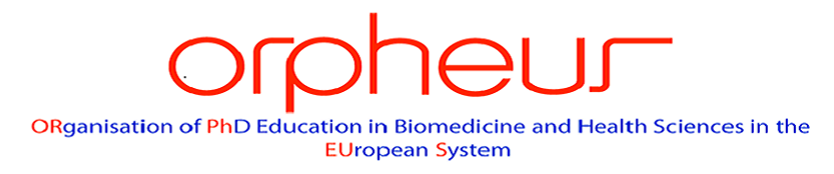 orpheus
ORganisation of PhD Education in Biomedicine and Health Sciences in the
EUropean System